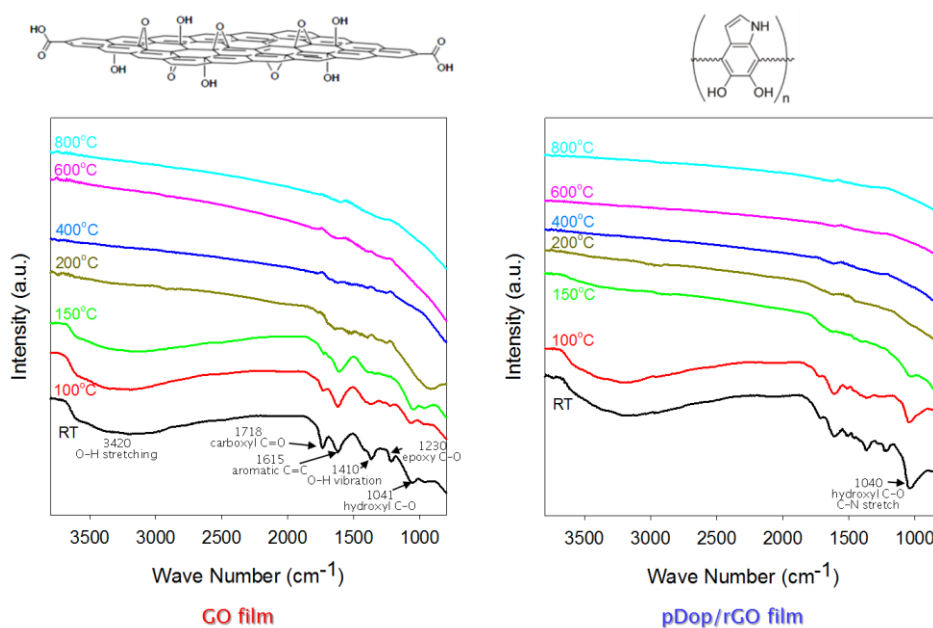 HO
O
O
OH
O
O
OH
O
OH
O
OH
O
OH
O
OH
NH
HO
OH
n
800°C
600°C
400°C
200°C
150°C
100°C
RT
3420
O-H stretching
1718
carboxyl C=O
1615
aromatic C=C
1410
O-H vibration
1230
epoxy C-O
1041
hydroxyl C-O
Intensity (a.u.)
3500 3000 2500 2000 1500 1000
Wave Number (cm-1)
GO film
800°C
600°C
400°C
200°C
150°C
100°C
RT
1040
hydroxyl C-O
C-N stretch
Intensity (a.u.)
3500 3000 2500 2000 1500 1000
Wave Number (cm-1)
pDop/rGO film